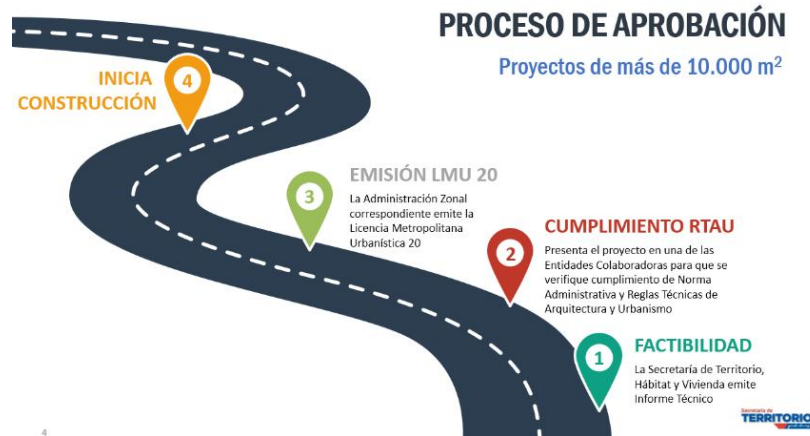 PROCESO DE APROBACIÓN
Proyectos de más de 10.000 m²
4
INICIA
CONSTRUCCIÓN
3
EMISIÓN LMU 20
La Administración Zonal
correspondiente emite la
Licencia Metropolitana
Urbanística 20
2
CUMPLIMIENTO RTAU
Presenta el proyecto en una de las
Entidades Colaboradoras para que se
verifique cumplimiento de Norma
Administrativa y Reglas Técnicas de
Arquitectura y Urbanismo
1
FACTIBILIDAD
La Secretaría de Territorio,
Hábitat y Vivienda emite
Informe Técnico
Secretaría de
TERRITORIO
4